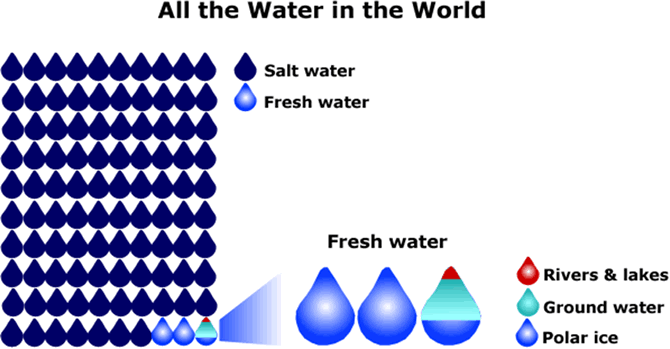 All the Water in the World
Salt water
Fresh water
Fresh water
Rivers & lakes
Ground water
Polar ice